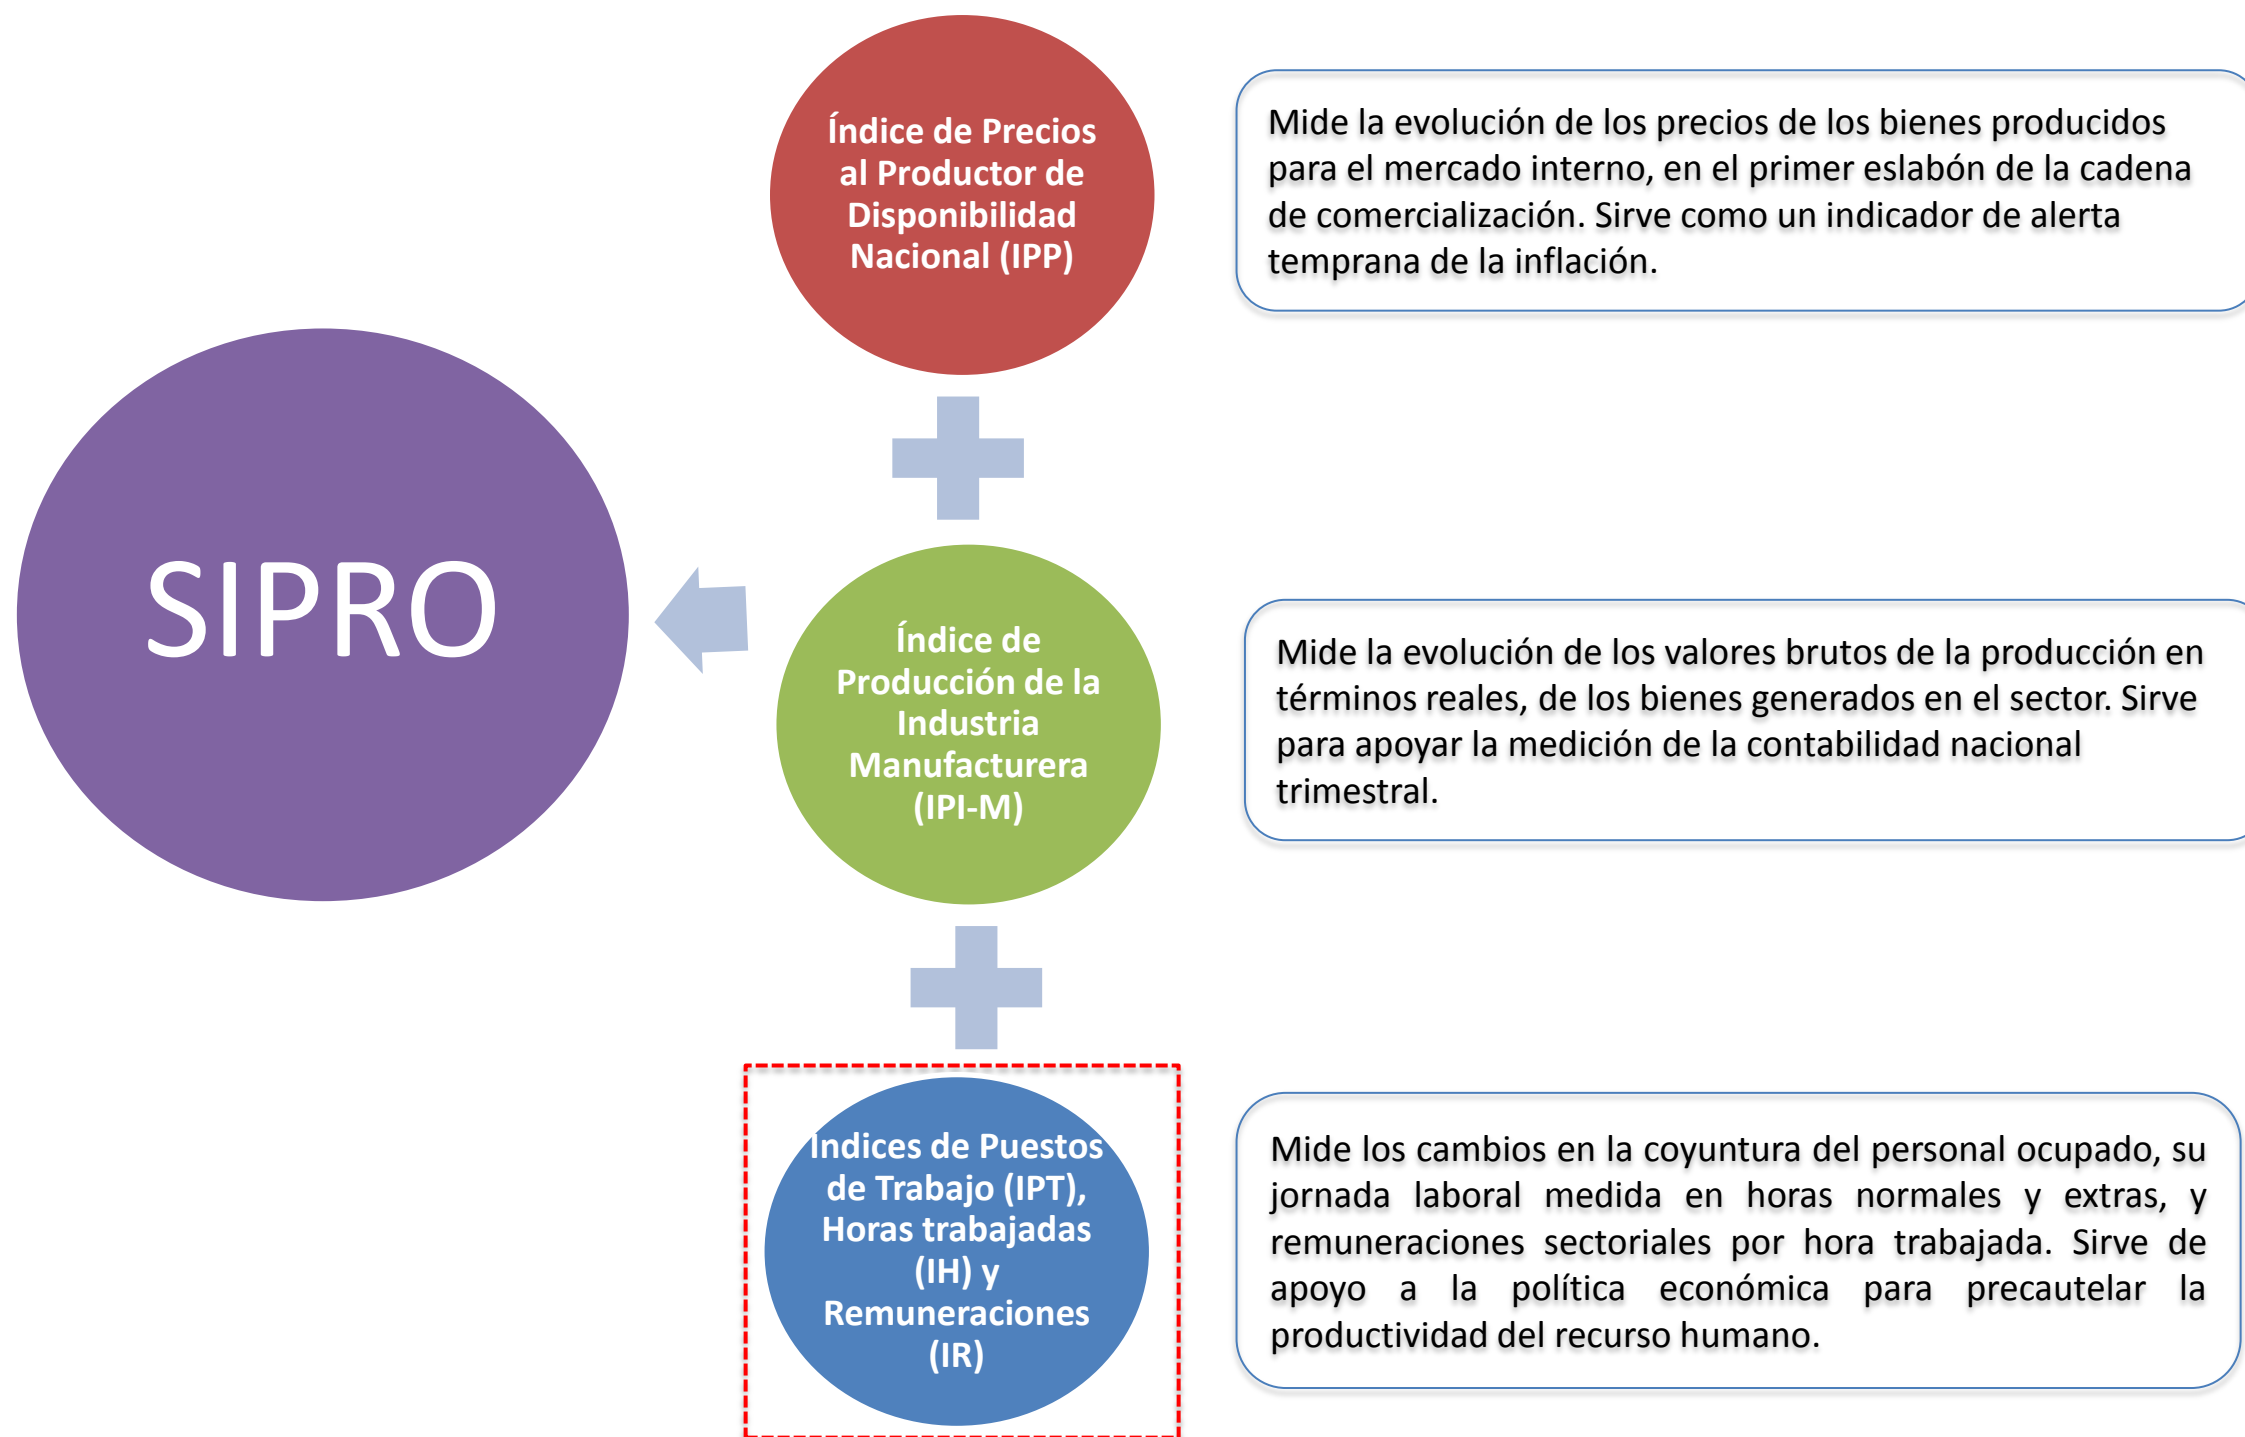 Índice de Precios
al Productor de
Disponibilidad
Nacional (IPP)
Mide la evolución de los precios de los bienes producidos
para el mercado interno, en el primer eslabón de la cadena
de comercialización. Sirve como un indicador de alerta
temprana de la inflación.
SIPRO
Índice de
Producción de la
Industria
Manufacturera
(IPI-M)
Mide la evolución de los valores brutos de la producción en
términos reales, de los bienes generados en el sector. Sirve
para apoyar la medición de la contabilidad nacional
trimestral.
Índices de Puestos
de Trabajo (IPT),
Horas trabajadas
(IH) y
Remuneraciones
(IR)
Mide los cambios en la coyuntura del personal ocupado, su
jornada laboral medida en horas normales y extras, y
remuneraciones sectoriales por hora trabajada. Sirve de
apoyo a la política económica para precautelar la
productividad del recurso humano.